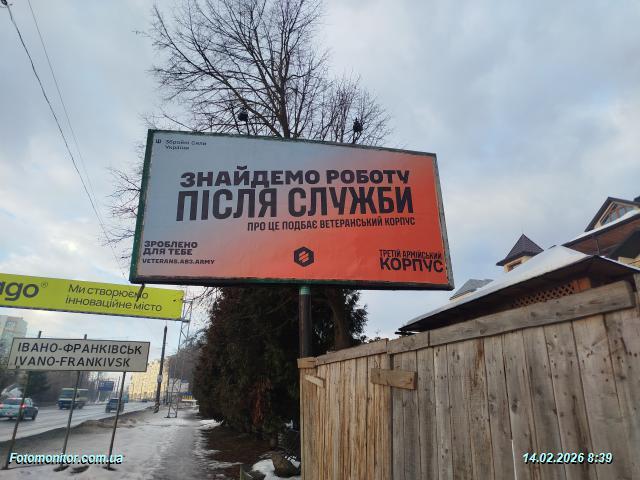 Збройні Сили
України
ЗНАЙДЕМО РОБОТУ
ПІСЛЯ СЛУЖБИ
ПРО ЦЕ ПОДБАЄ ВЕТЕРАНСЬКИЙ КОРПУС
ЗРОБЛЕНО
ДЛЯ ТЕБЕ
VETERANS.AB3.ARMY
ТРЕТІЙ АРМІЙСЬКИЙ
КОРПУС
ago®
Ми створюємо
інноваційне місто
ІВАНО-ФРАНКІВСЬК
IVANO-FRANKIVSK
Fotomonitor.com.ua
14.02.2026 8:39